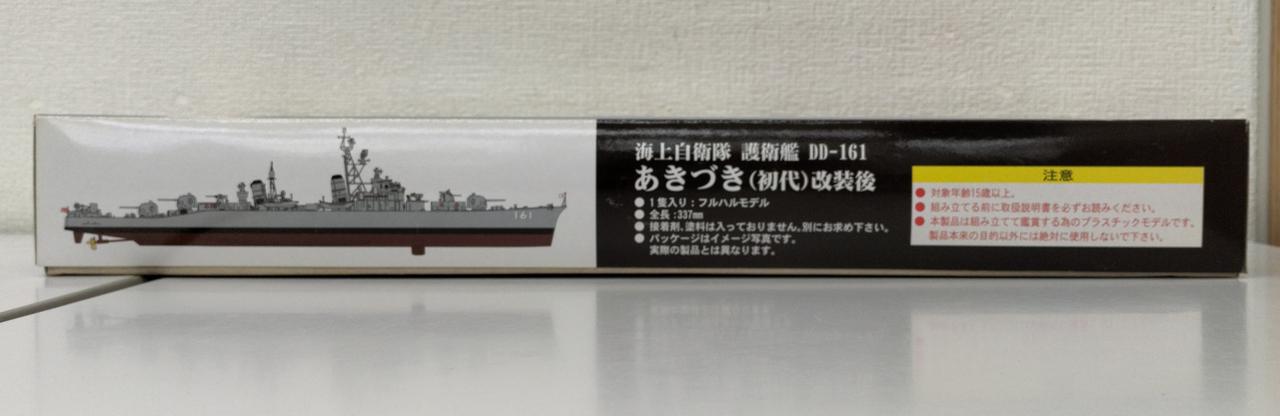 161
海上自衛隊 護衛艦 DD-161
あきづき(初代)改装後
●1隻入り:フルハルモデル
●全長:337mm
●接着剤、塗料は入っておりません。別にお求め下さい。
●パッケージはイメージ写真です。
実際の製品とは異なります。
注意
●対象年齢15歳以上。
●組み立てる前に取扱説明書を必ずお読みください。
●本製品は組み立てて鑑賞する為のプラスチックモデルです。
製品本来の目的以外には絶対に使用しないで下さい。